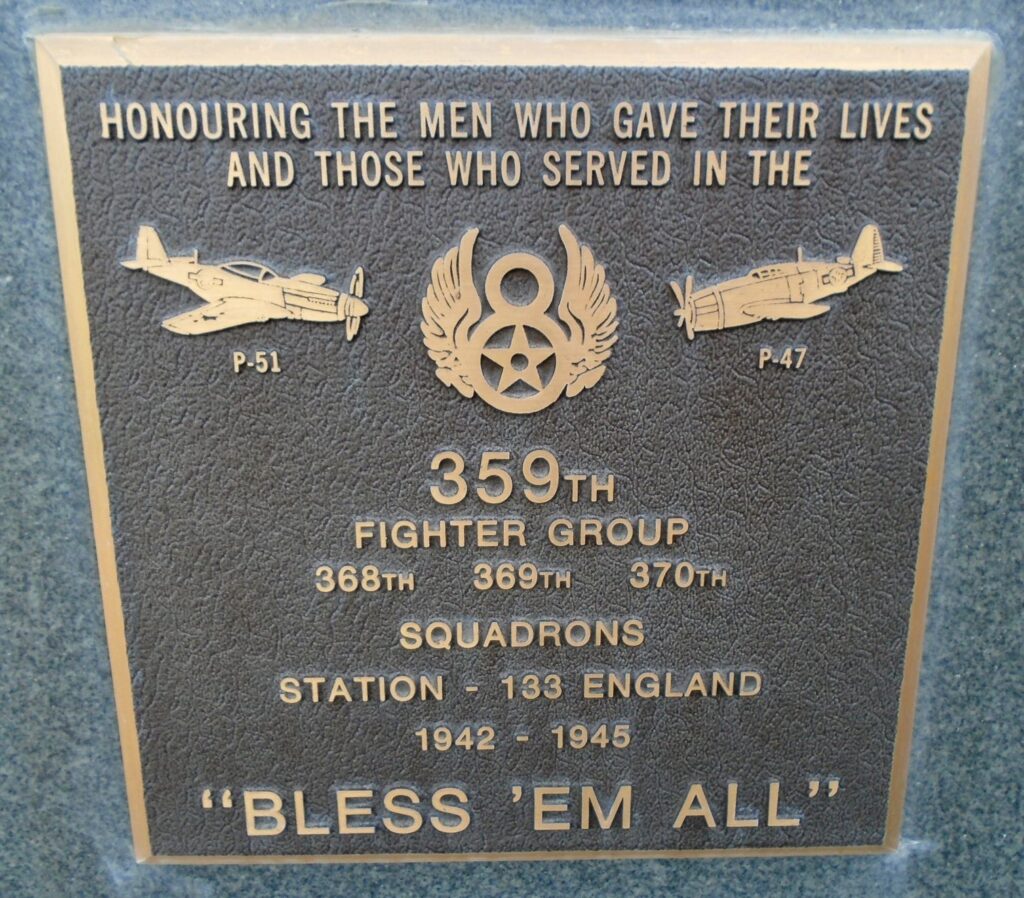 HONOURING THE MEN WHO GAVE THEIR LIVES
AND THOSE WHO SERVED IN THE
8
P-51
P-47
359TH
FIGHTER GROUP
368TH 369TH 370TH
SQUADRONS
STATION - 133 ENGLAND
1942 - 1945
“BLESS 'EM ALL”